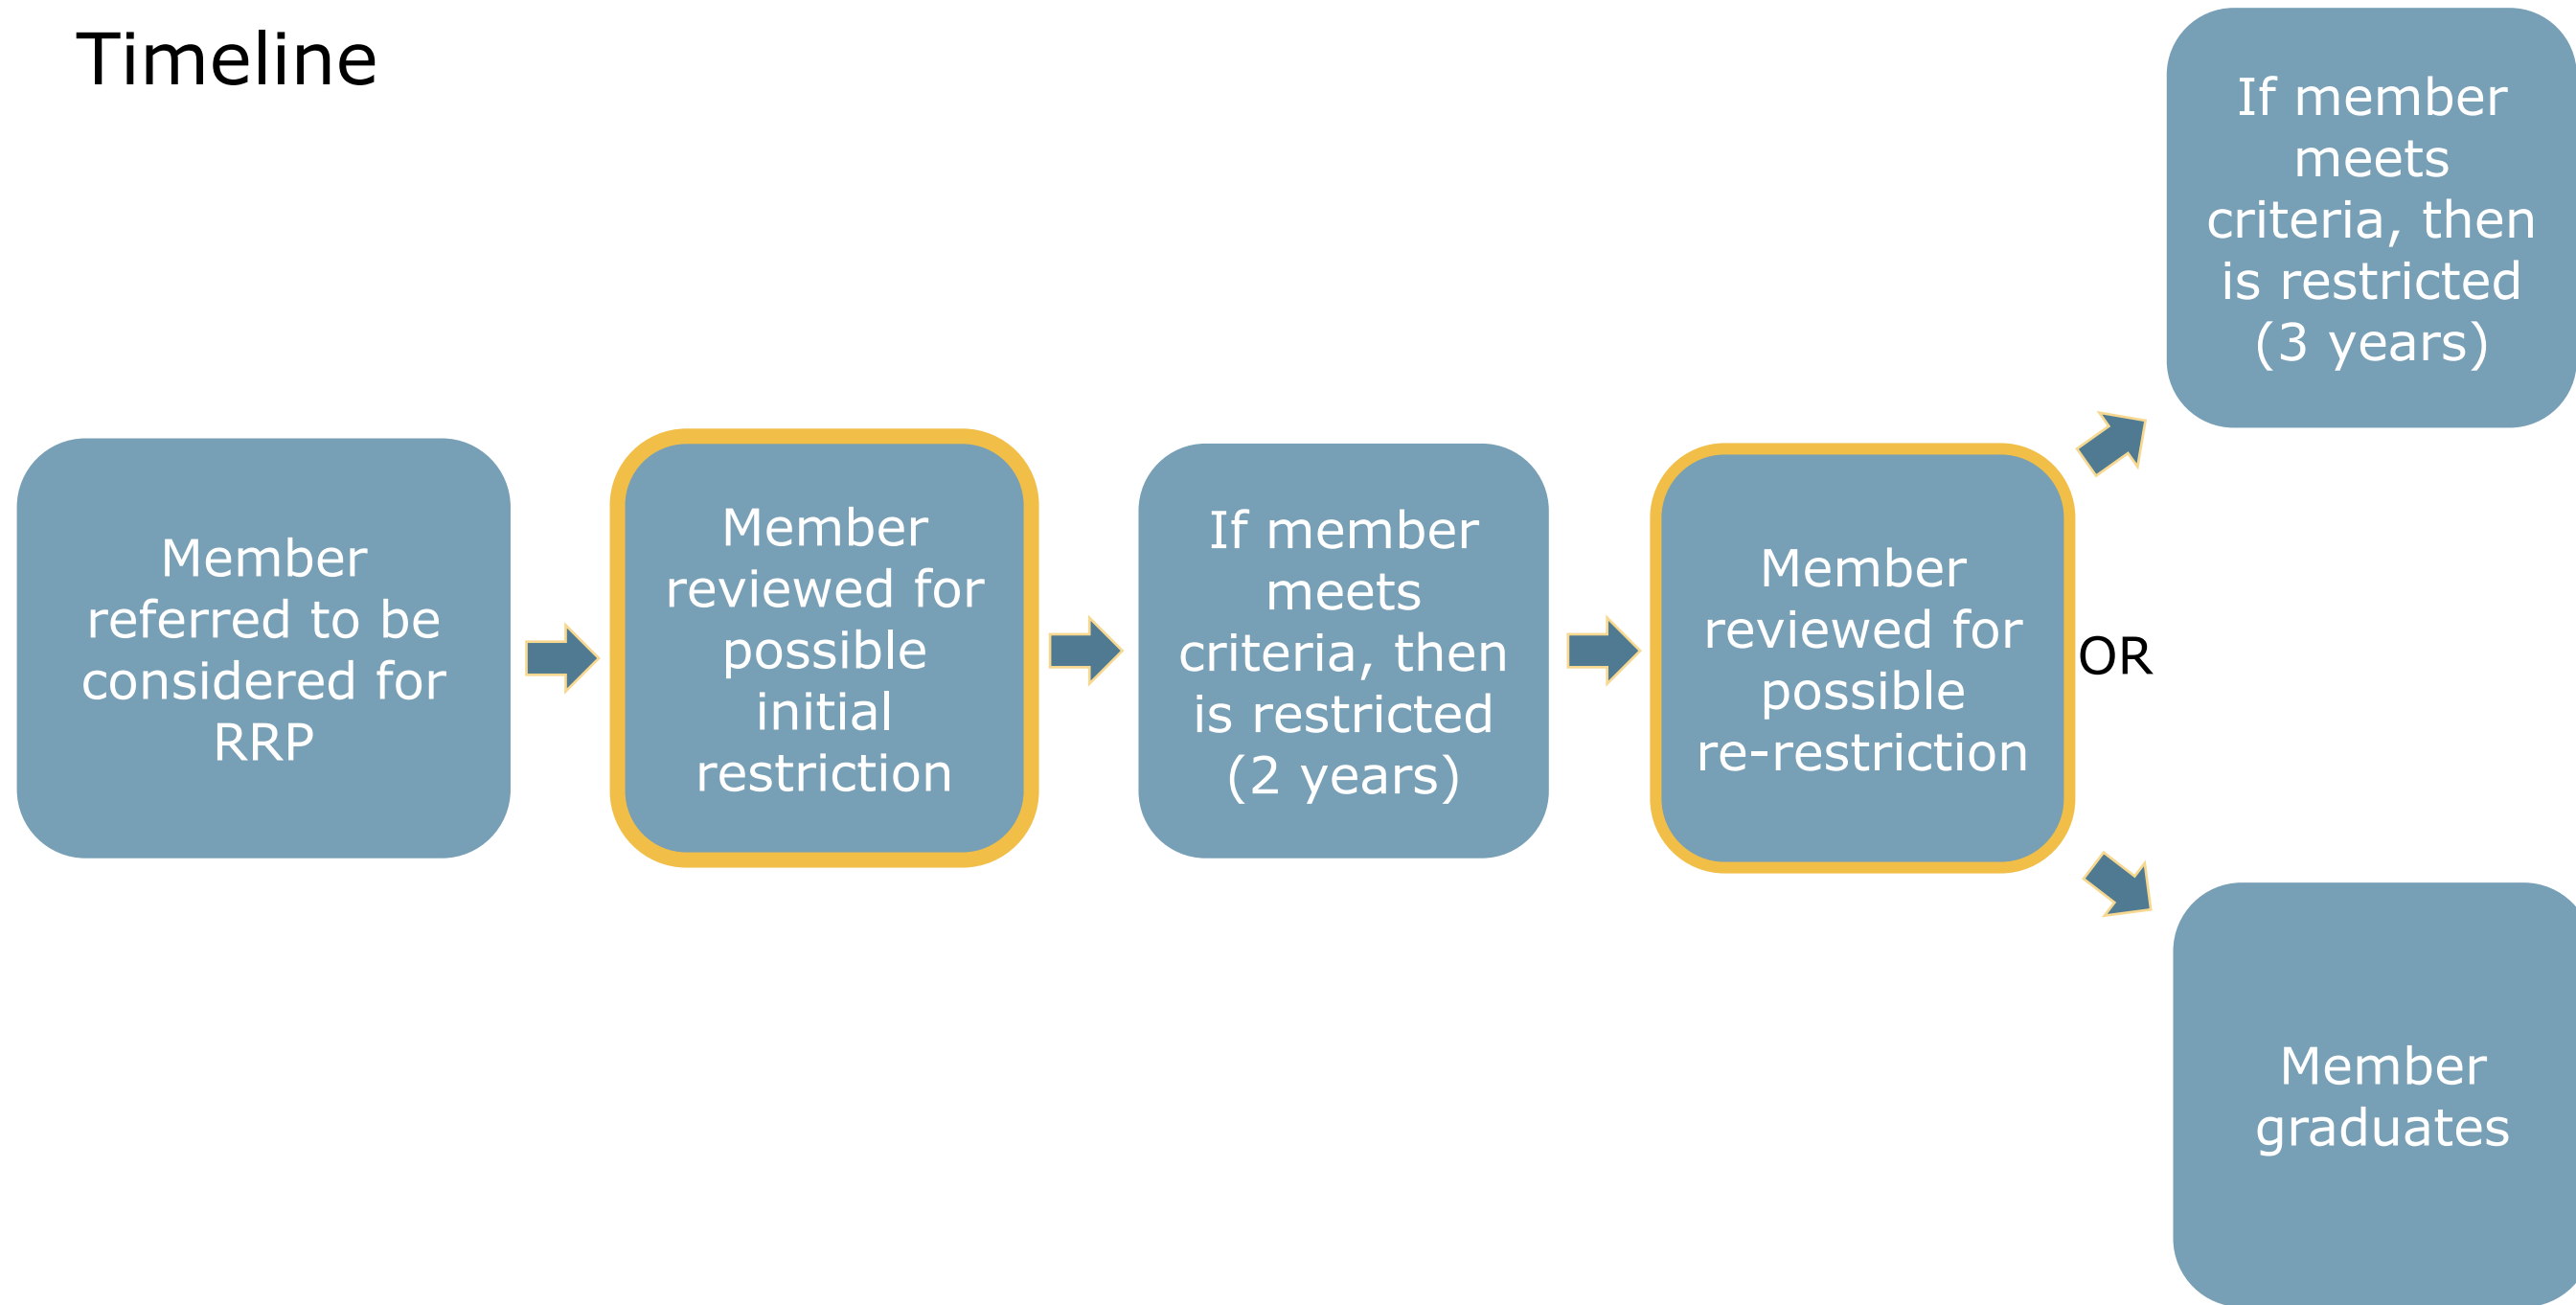 Timeline
Member
referred to be
considered for
RRP
Member
reviewed for
possible
initial
restriction
If member
meets
criteria, then
is restricted
(2 years)
Member
reviewed for
possible
re-restriction
OR
If member
meets
criteria, then
is restricted
(3 years)
Member
graduates